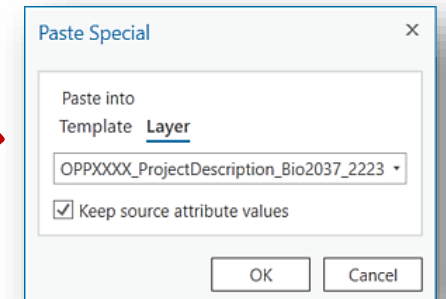 Paste Special
Paste into
Template Layer
OPPXXXX_ProjectDescription_Bio2037_2223
Keep source attribute values
OK Cancel